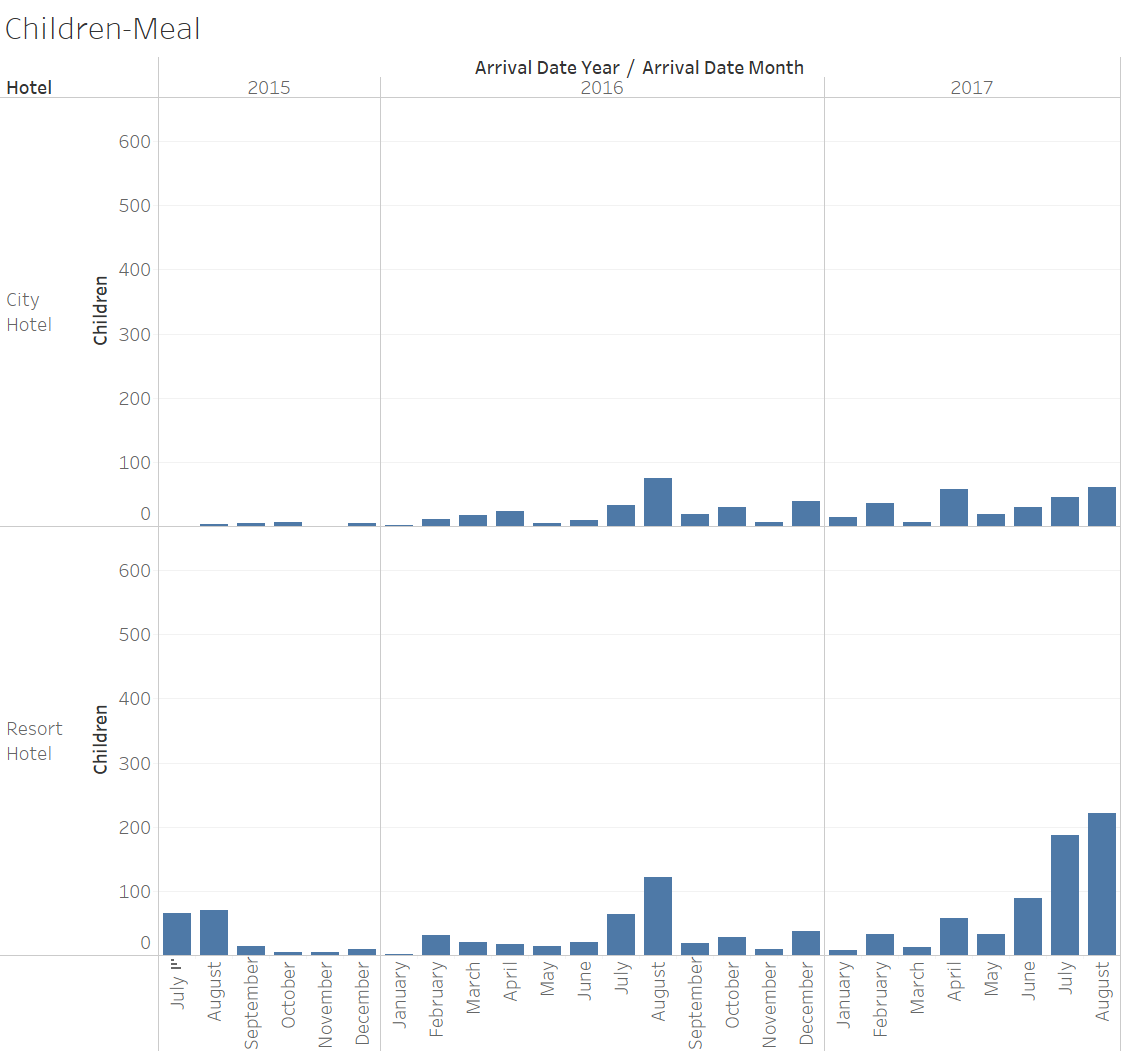 Children-Meal
Arrival Date Year / Arrival Date Month
Hotel
2015
2016
2017
City
Hotel
Children
600
500
400
300
200
100
0
Resort
Hotel
Children
600
500
400
300
200
100
0
July
August
September
October
November
December
January
February
March
April
May
June
July
August
September
October
November
December
January
February
March
April
May
June
July
August